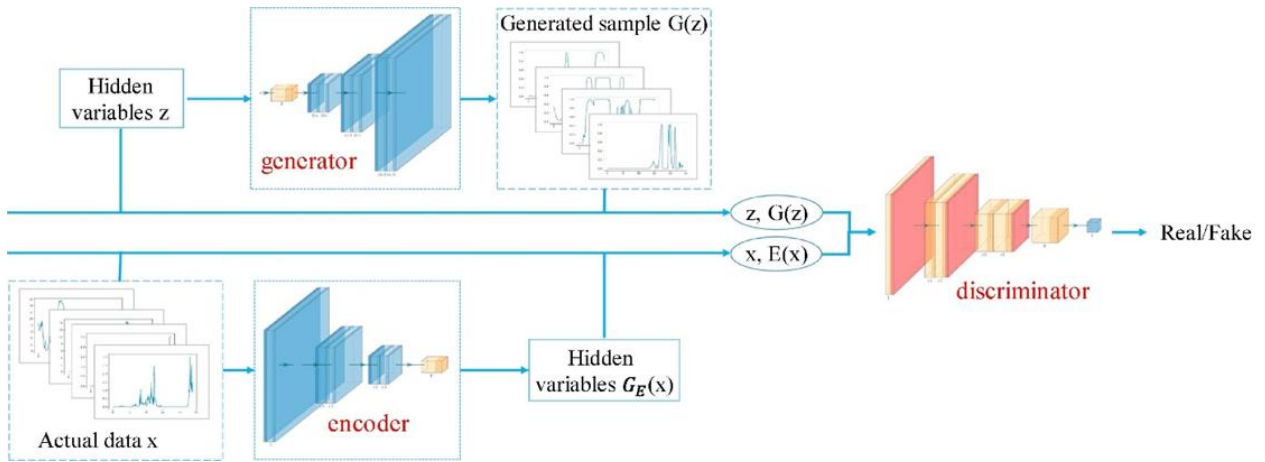 Generated sample G(z)
Hidden
variables z
generator
z, G(z)
x, E(x)
Real/Fake
discriminator
Hidden
variables G_E(x)
encoder
Actual data x